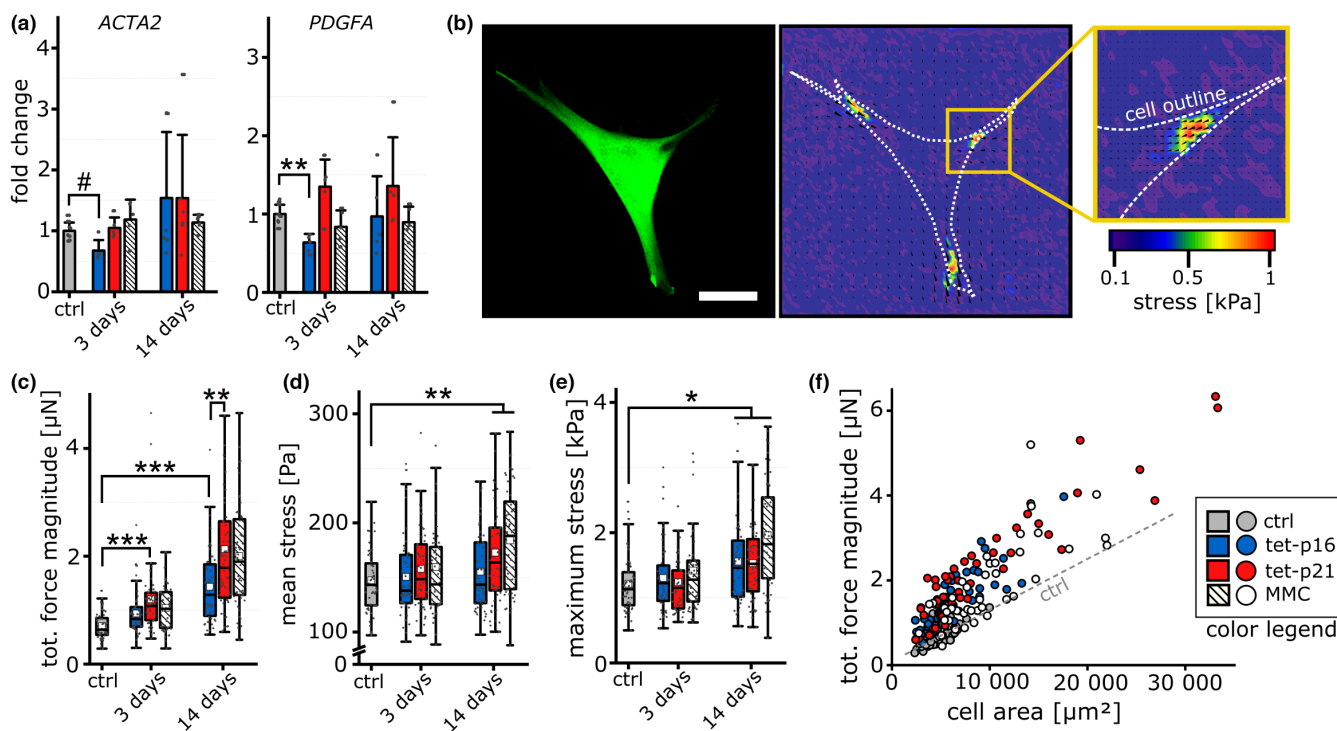 (a)
ACTA2
PDGFA
fold change
4
3
2
1
0
#
ctrl
3 days
14 days
3
2
1
0
**
ctrl
3 days
14 days
(b)
cell outline
0.1
0.5
1
stress [kPa]
(c)
tot. force magnitude [µN]
4
2
0
***
***
**
ctrl
3 days
14 days
(d)
mean stress [Pa]
300
200
100
0
**
ctrl
3 days
14 days
(e)
maximum stress [kPa]
4
2
0
*
ctrl
3 days
14 days
(f)
tot. force magnitude [µN]
6
4
2
0
ctrl
0
10 000
20 000
30 000
cell area [µm²]
ctrl
tet-p16
tet-p21
MMC
color legend